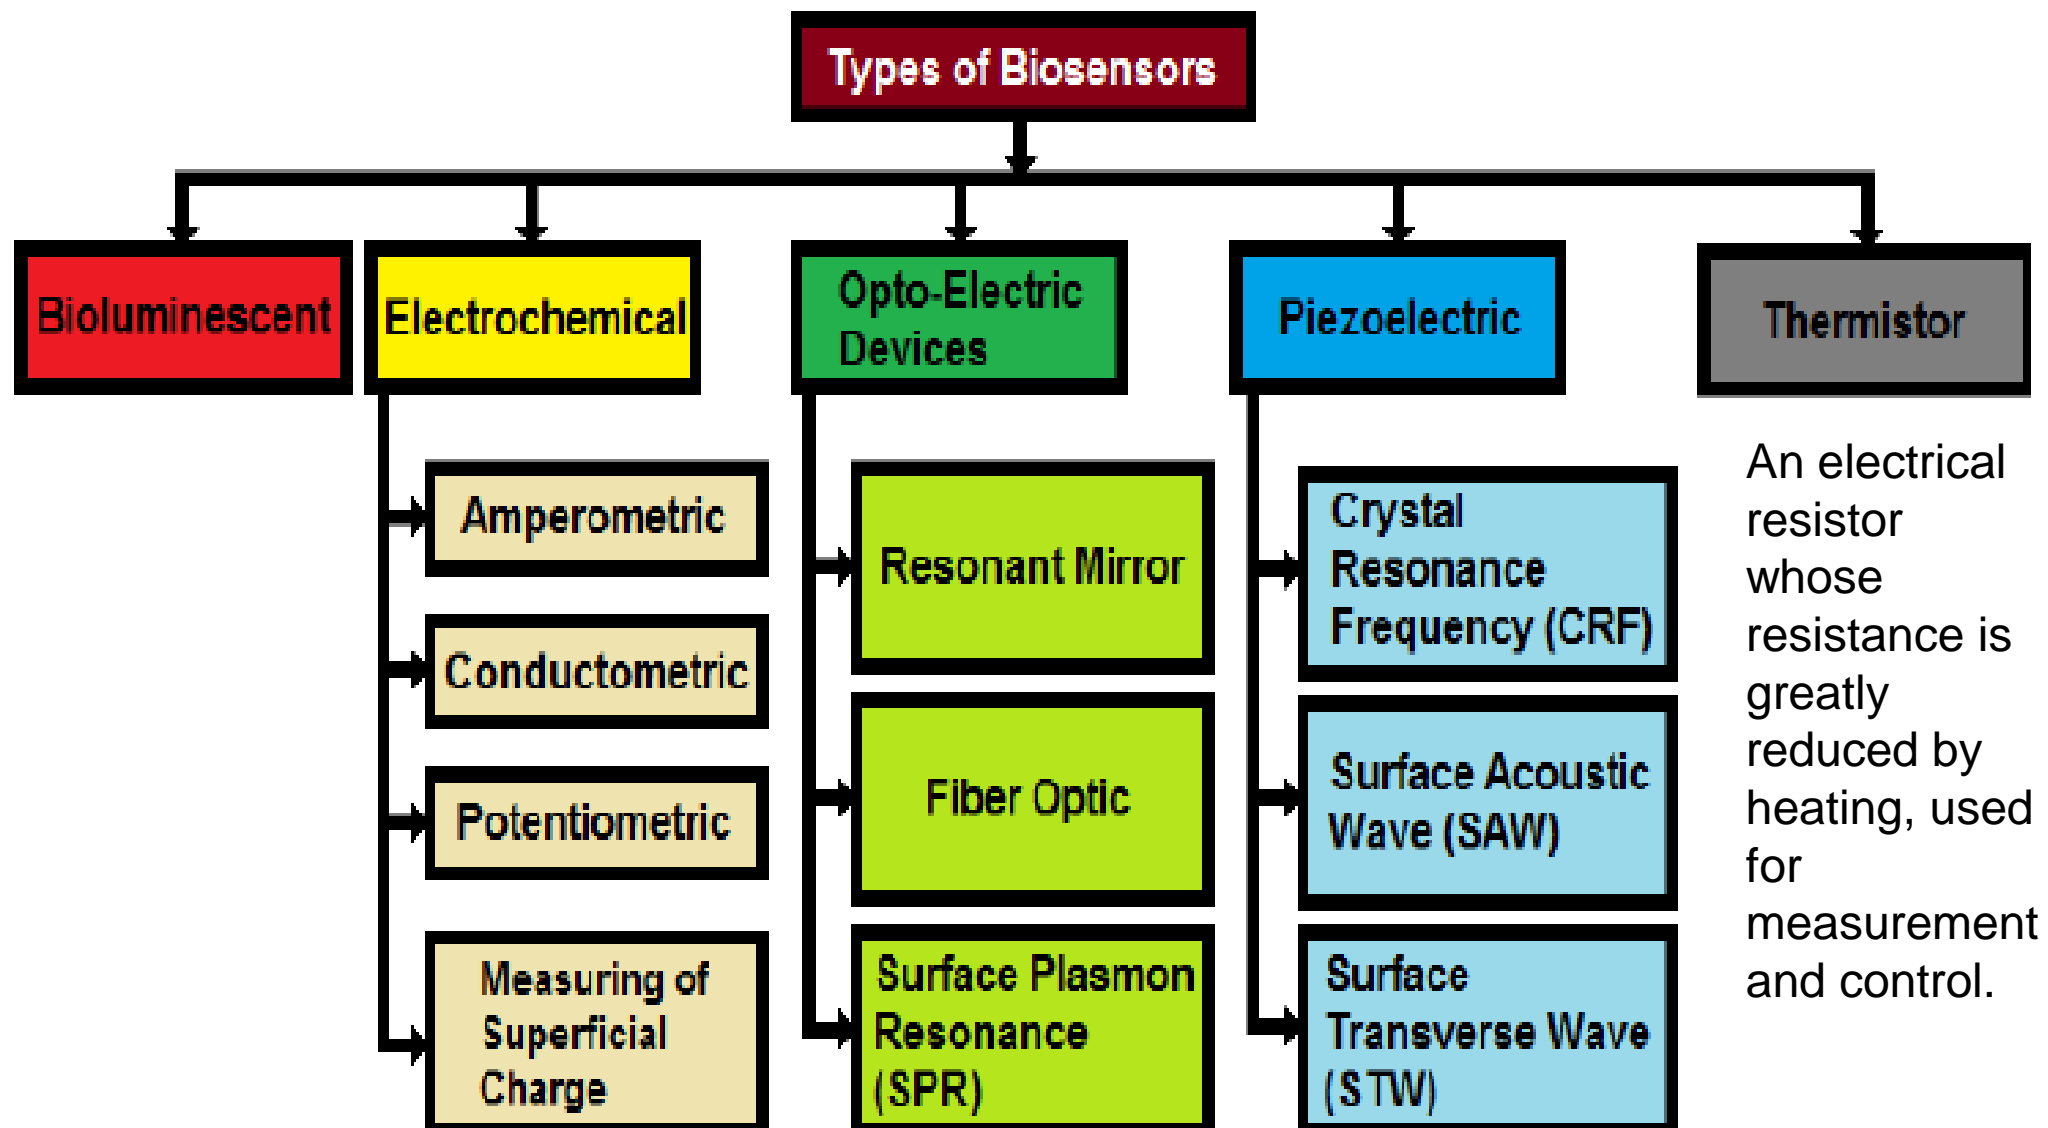 Types of Biosensors
Bioluminescent
Electrochemical
Opto-Electric
Devices
Piezoelectric
Thermistor
Amperometric
Conductometric
Potentiometric
Measuring of
Superficial
Charge
Resonant Mirror
Fiber Optic
Surface Plasmon
Resonance
(SPR)
Crystal
Resonance
Frequency (CRF)
Surface Acoustic
Wave (SAW)
Surface
Transverse Wave
(STW)
An electrical
resistor
whose
resistance is
greatly
reduced by
heating, used
for
measurement
and control.